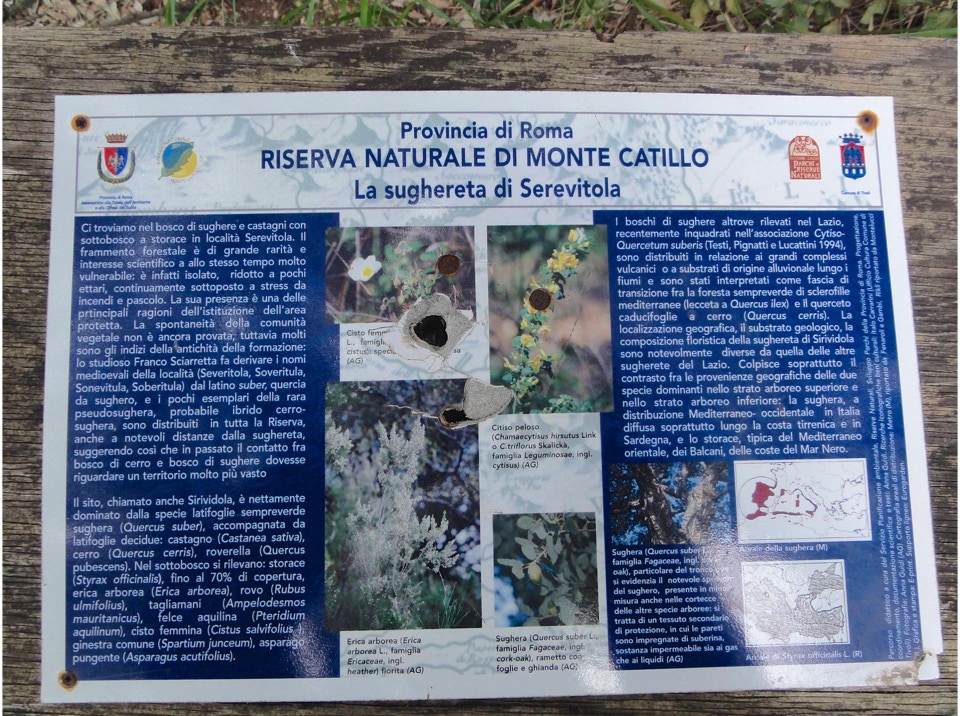 Provincia di Roma
RISERVA NATURALE DI MONTE CATILLO
La sughereta di Serevitola
Provincia di Roma
Comune di Tivoli
Ci troviamo nel bosco di sughere e castagni con
sottobosco a storace in località Serevitola. Il
frammento forestale è di grande rarità e
interesse scientifico a allo stesso tempo molto
vulnerabile: è infatti isolato, ridotto a pochi
ettari, continuamente sottoposto a stress da
incendi e pascolo. La sua presenza è una delle
principali ragioni dell'istituzione dell'area
protetta. La spontaneità della comunità
vegetale non è ancora provata, tuttavia molti
sono gli indizi dell'antichità della formazione:
lo studioso Franco Sciarretta fa derivare i nomi
medioevali della località (Severitola, Soveritula,
Sonevitula, Soberitula) dal latino suber, quercia
da sughero, e i pochi esemplari della rara
pseudosughera, probabile ibrido cerro-
sughera, sono distribuiti in tutta la Riserva,
anche a notevoli distanze dalla sughereta,
suggerendo così che in passato il contatto fra
bosco di cerro e bosco di sughere dovesse
riguardare un territorio molto più vasto
Il sito, chiamato anche Sirividola, è nettamente
dominato dalla specie latifoglie sempreverde
sughera (Quercus suber), accompagnata da
latifoglie decidue: castagno (Castanea sativa),
cerro (Quercus cerris), roverella (Quercus
pubescens). Nel sottobosco si rilevano: storace
(Styrax officinalis), fino al 70% di copertura,
erica arborea (Erica arborea), rovo (Rubus
ulmifolius), tagliamani (Ampelodesmos
mauritanicus), felce aquilina (Pteridium
aquilinum), cisto femmina (Cistus salvifolius ),
ginestra comune (Spartium junceum), asparago
pungente (Asparagus acutifolius).
Cisto
L., famigl
cistus): speci
Citiso peloso
(Chamaecytisus hirsutus Link
o C.triflorus Skalickà,
famiglia Leguminosae, ingl.
cytisus) (AG)
Erica arborea (Erica
arborea L., famiglia
Ericaceae, ingl.
heather) fiorita (AG)
Sughera (Quercus suber L.,
famiglia Fagaceae, ingl.
cork-oak), rametto con
foglie e ghianda (AG)
I boschi di sughere altrove rilevati nel Lazio,
recentemente inquadrati nell'associazione Cytiso-
Quercetum suberis (Testi, Pignatti e Lucattini 1994),
sono distribuiti in relazione ai grandi complessi
vulcanici o a substrati di origine alluvionale lungo i
fiumi e sono stati interpretati come fascia di
transizione fra la foresta sempreverde di sclerofille
mediterranee (lecceta a Quercus ilex) e il querceto
caducifoglie a cerro (Quercus cerris). La
localizzazione geografica, il substrato geologico, la
composizione floristica della sughereta di Sirividola
sono notevolmente diverse da quella delle altre
sugherete del Lazio. Colpisce soprattutto il
contrasto fra le provenienze geografiche delle due
specie dominanti nello strato arboreo superiore e
nello strato arboreo inferiore: la sughera, a
distribuzione Mediterraneo- occidentale in Italia
diffusa soprattutto lungo la costa tirrenica e in
Sardegna, e lo storace, tipica del Mediterraneo
orientale, dei Balcani, delle coste del Mar Nero.
Sughera (Quercus suber
famiglia Fagaceae, ingl.
oak), particolare del tronco
si evidenzia il notevole
del sughero, presente in
misura anche nelle cortecce
delle altre specie arboree: si
tratta di un tessuto secondario
di protezione, in cui le pareti
sono impregnate di suberina,
sostanza impermeabile sia ai gas
che ai liquidi (AG)
Areale della sughera (M)
Areale di Styrax officinalis L. (R)